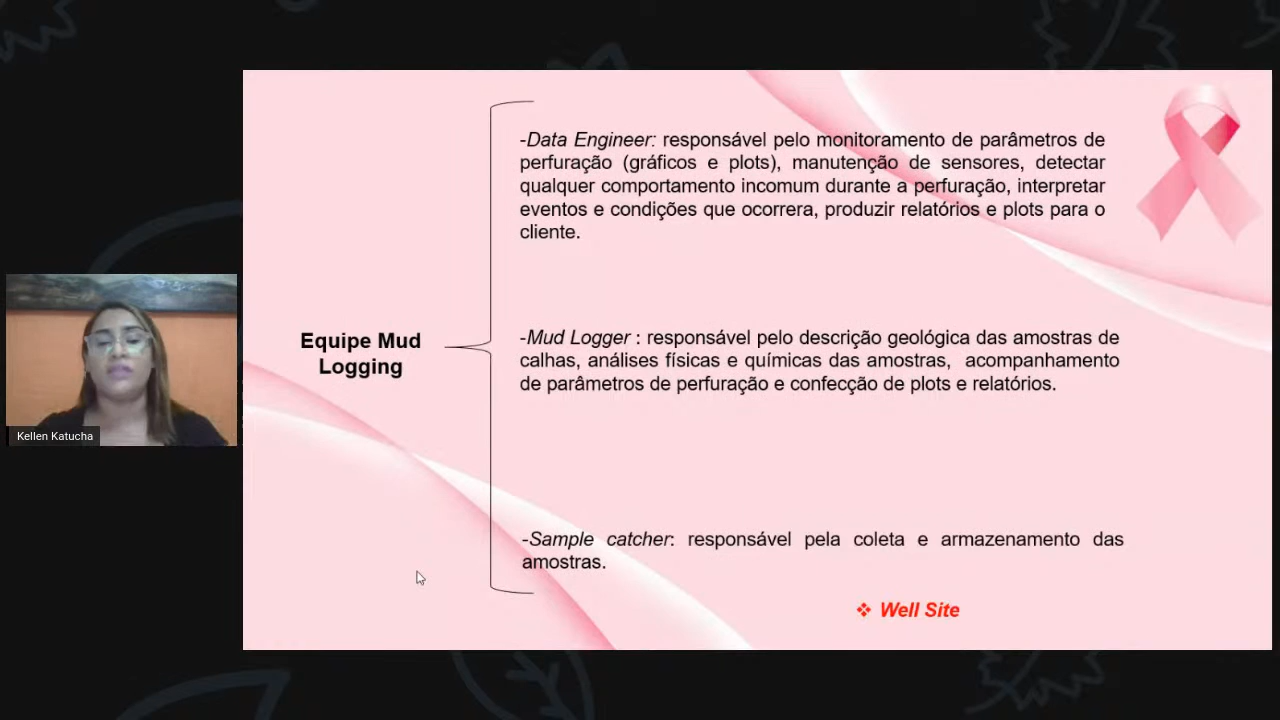 -Data Engineer: responsável pelo monitoramento de parâmetros de
perfuração (gráficos e plots), manutenção de sensores, detectar
qualquer comportamento incomum durante a perfuração, interpretar
eventos e condições que ocorrera, produzir relatórios e plots para o
cliente.
Equipe Mud
Logging
-Mud Logger : responsável pelo descrição geológica das amostras de
calhas, análises físicas e químicas das amostras, acompanhamento
de parâmetros de perfuração e confecção de plots e relatórios.
Kellen Katucha
-Sample catcher: responsável pela coleta e armazenamento das
amostras.
❖ Well Site